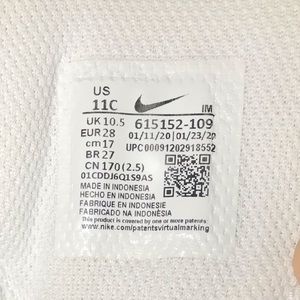 US
11C
IM
UK 10.5
615152-109
EUR 28
01/11/20 01/23/20
cm 17
UPC00091202918552
BR 27
CN 170(2.5)
01CDDJ6Q1S9AS
MADE IN INDONESIA
HECHO EN INDONESIA
FABRIQUE EN INDONESIE
FABRICADO NA INDONÉSIA
This product is covered by one or more patents:
www.nike.com/patentsvirtualmarking